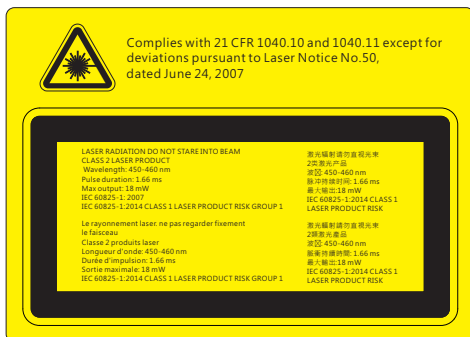 Complies with 21 CFR 1040.10 and 1040.11 except for
deviations pursuant to Laser Notice No.50,
dated June 24, 2007
LASER RADIATION DO NOT STARE INTO BEAM
CLASS 2 LASER PRODUCT
Wavelength: 450-460 nm
Pulse duration: 1.66 ms
Max output: 18 mW
IEC 60825-1: 2007
IEC 60825-1:2014 CLASS 1 LASER PRODUCT RISK GROUP 1
Le rayonnement laser: ne pas regarder fixement
le faisceau
Classe 2 produits laser
Longueur d'onde: 450-460 nm
Durée d'impulsion: 1.66 ms
Sortie maximale: 18 mW
IEC 60825-1:2014 CLASS 1 LASER PRODUCT RISK GROUP 1
激光辐射请勿直视光束
2类激光产品
波図: 450-460 nm
脉冲持续时间: 1.66 ms
最大输出:18 mW
IEC 60825-1:2014 CLASS 1
LASER PRODUCT RISK
激光輻射請勿直視光束
2類激光產品
波図: 450-460 nm
脈衝持續時間: 1.66 ms
最大輸出:18 mW
IEC 60825-1:2014 CLASS 1
LASER PRODUCT RISK